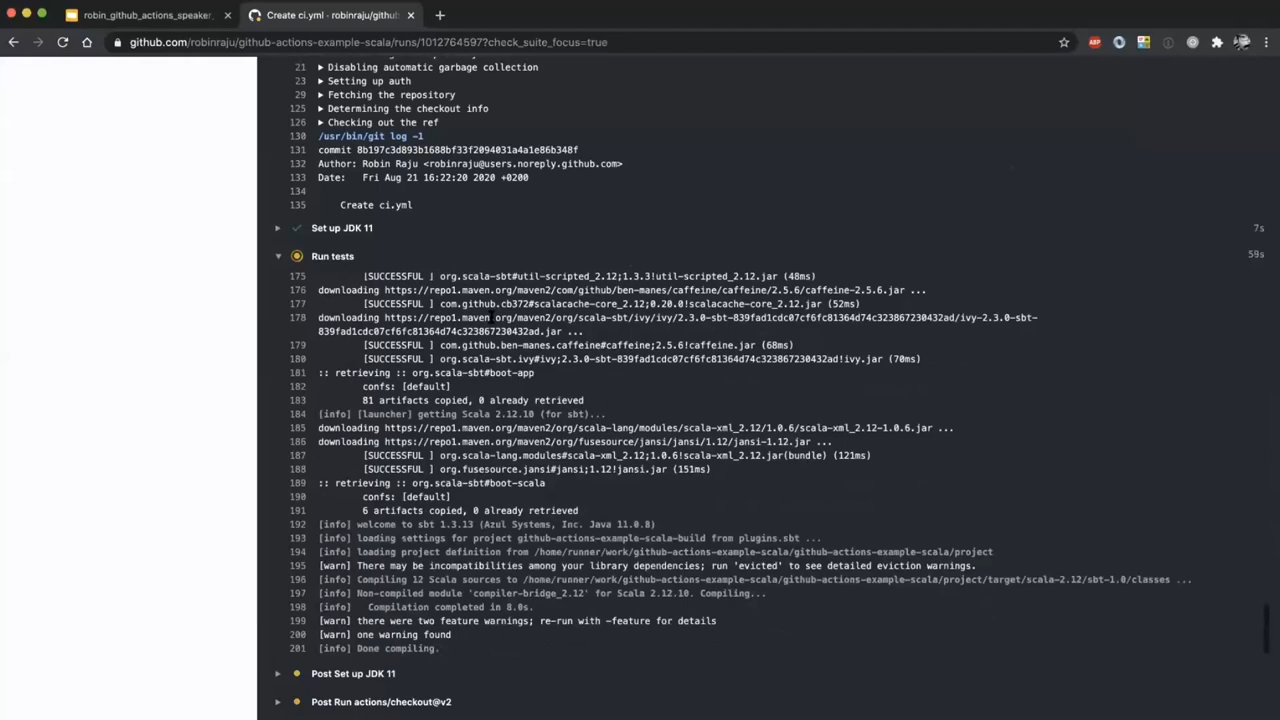 robin_github_actions_speaker_
Create ci.yml · robinraju/github
github.com/robinraju/github-actions-example-scala/runs/1012764597?check_suite_focus=true
ABP
21 Disabling automatic garbage collection
23 Setting up auth
29 Fetching the repository
125 Determining the checkout info
126 Checking out the ref
130 /usr/bin/git log -1
131 commit 8b197c3d893b1688bf33f2094031a4a1e86b348f
132 Author: Robin Raju <robinraju@users.noreply.github.com>
133 Date: Fri Aug 21 16:22:20 2020 +0200
134
135 Create ci.yml
Set up JDK 11 7s
Run tests 59s
175 [SUCCESSFUL ] org.scala-sbt#util-scripted_2.12;1.3.3!util-scripted_2.12.jar (48ms)
176 downloading https://repo1.maven.org/maven2/com/github/ben-manes/caffeine/caffeine/2.5.6/caffeine-2.5.6.jar ...
177 [SUCCESSFUL ] com.github.cb372#scalacache-core_2.12;0.20.0!scalacache-core_2.12.jar (52ms)
178 downloading https://repo1.maven.org/maven2/org/scala-sbt/ivy/ivy/2.3.0-sbt-839fad1cdc07cf6fc81364d74c323867230432ad/ivy-2.3.0-sbt-
839fad1cdc07cf6fc81364d74c323867230432ad.jar ...
179 [SUCCESSFUL ] com.github.ben-manes.caffeine#caffeine;2.5.6!caffeine.jar (68ms)
180 [SUCCESSFUL ] org.scala-sbt.ivy#ivy;2.3.0-sbt-839fad1cdc07cf6fc81364d74c323867230432ad!ivy.jar (70ms)
181 :: retrieving :: org.scala-sbt#boot-app
182 confs: [default]
183 81 artifacts copied, 0 already retrieved
184 [info] [launcher] getting Scala 2.12.10 (for sbt)...
185 downloading https://repo1.maven.org/maven2/org/scala-lang/modules/scala-xml_2.12/1.0.6/scala-xml_2.12-1.0.6.jar ...
186 downloading https://repo1.maven.org/maven2/org/fusesource/jansi/jansi/1.12/jansi-1.12.jar ...
187 [SUCCESSFUL ] org.scala-lang.modules#scala-xml_2.12;1.0.6!scala-xml_2.12.jar(bundle) (121ms)
188 [SUCCESSFUL ] org.fusesource.jansi#jansi;1.12!jansi.jar (151ms)
189 :: retrieving :: org.scala-sbt#boot-scala
190 confs: [default]
191 6 artifacts copied, 0 already retrieved
192 [info] welcome to sbt 1.3.13 (Azul Systems, Inc. Java 11.0.8)
193 [info] loading settings for project github-actions-example-scala-build from plugins.sbt ...
194 [info] loading project definition from /home/runner/work/github-actions-example-scala/github-actions-example-scala/project
195 [warn] There may be incompatibilities among your library dependencies; run 'evicted' to see detailed eviction warnings.
196 [info] Compiling 12 Scala sources to /home/runner/work/github-actions-example-scala/github-actions-example-scala/project/target/scala-2.12/sbt-1.0/classes ...
197 [info] Non-compiled module 'compiler-bridge_2.12' for Scala 2.12.10. Compiling...
198 [info] Compilation completed in 8.0s.
199 [warn] there were two feature warnings; re-run with -feature for details
200 [warn] one warning found
201 [info] Done compiling.
Post Set up JDK 11
Post Run actions/checkout@v2